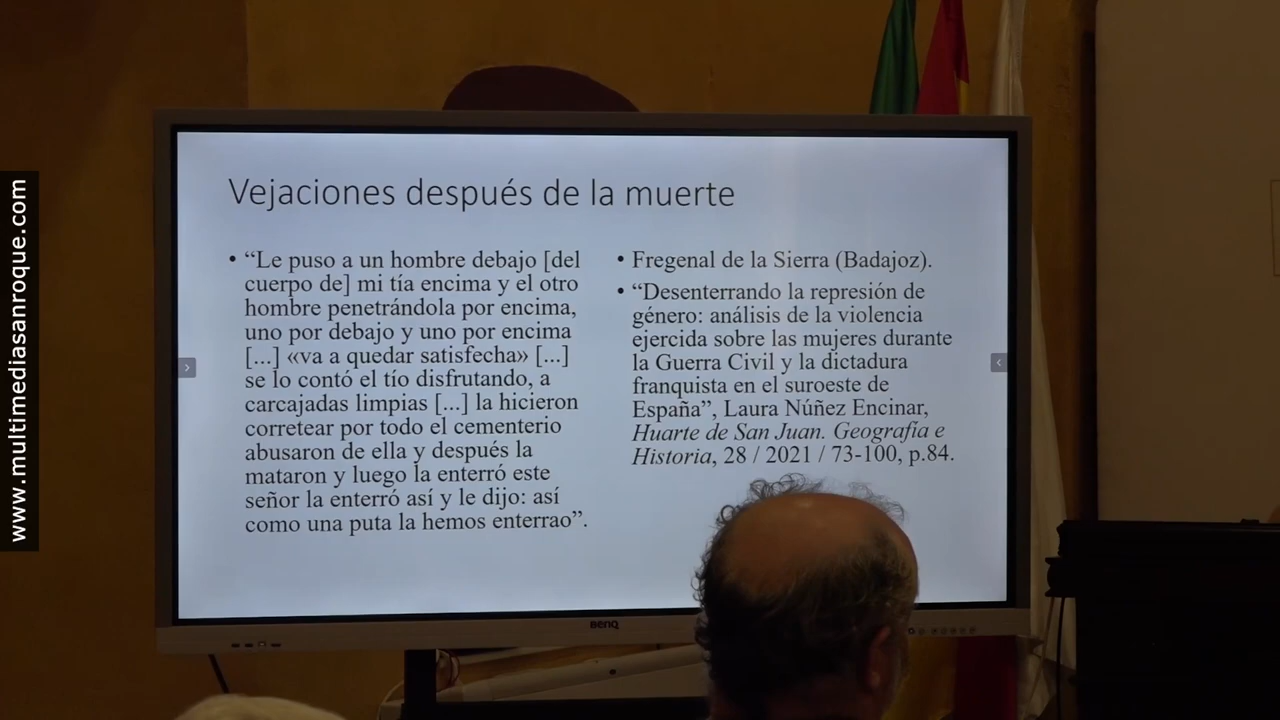 www.multimediasanroque.com
Vejaciones después de la muerte
• “Le puso a un hombre debajo [del
cuerpo de] mi tía encima y el otro
hombre penetrándola por encima,
uno por debajo y uno por encima
[...] «va a quedar satisfecha» [...]
se lo contó el tío disfrutando, a
carcajadas limpias [...] la hicieron
corretear por todo el cementerio
abusaron de ella y después la
mataron y luego la enterró este
señor la enterró así y le dijo: así
como una puta la hemos enterrao”.
• Fregenal de la Sierra (Badajoz).
• “Desenterrando la represión de
género: análisis de la violencia
ejercida sobre las mujeres durante
la Guerra Civil y la dictadura
franquista en el suroeste de
España”, Laura Núñez Encinar,
Huarte de San Juan. Geografía e
Historia, 28 / 2021 / 73-100, p.84.
BenQ